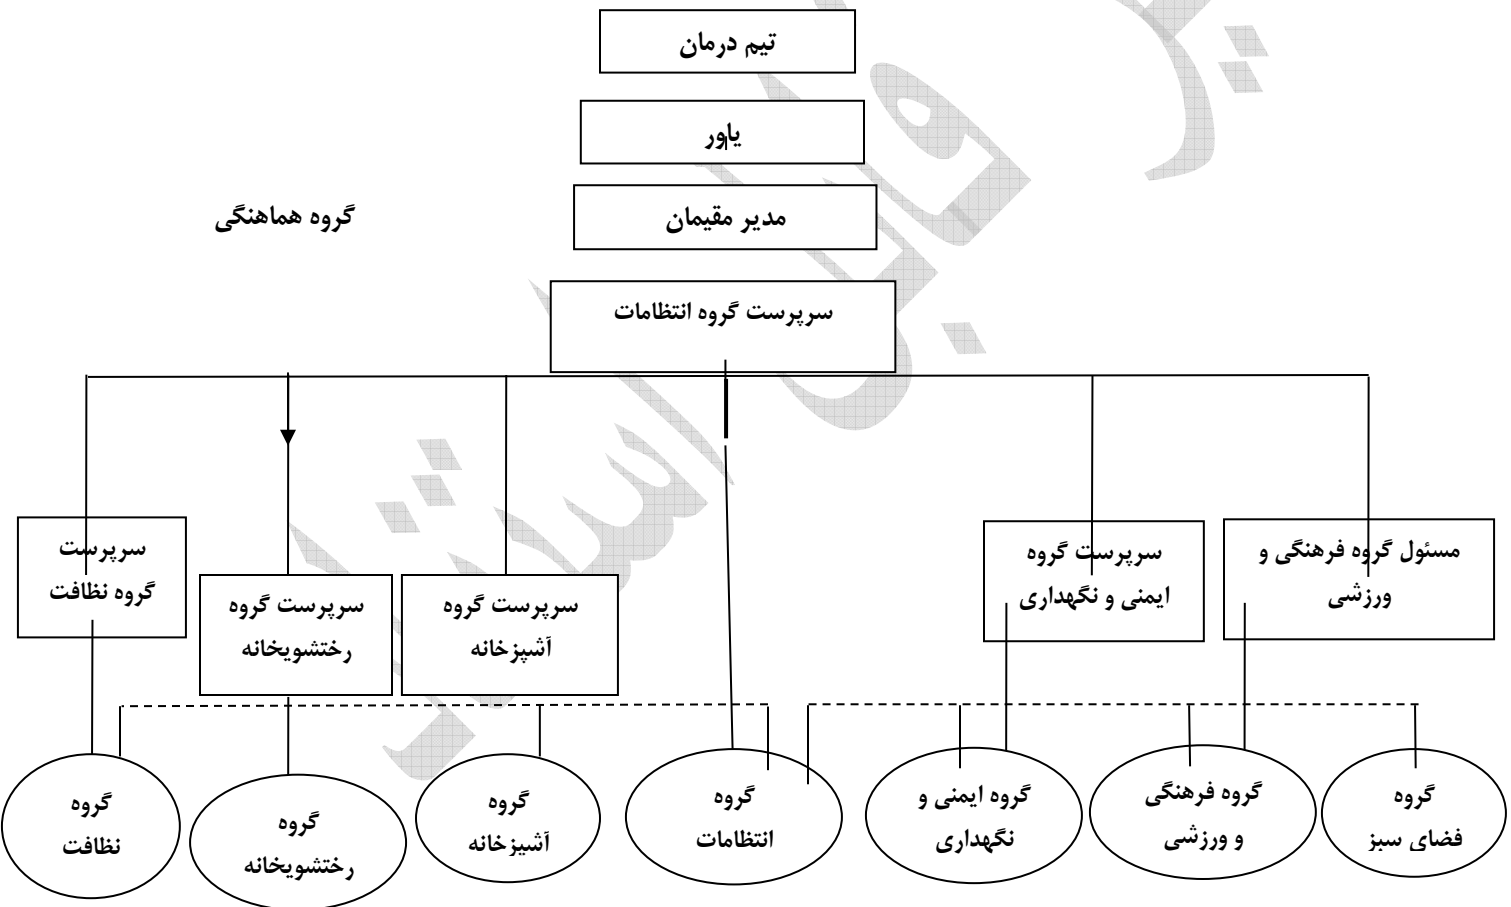 تیم درمان
یاور
مدیر مقیمان
گروه هماهنگی
سرپرست گروه انتظامات
مسئول گروه فرهنگی و
ورزشی
سرپرست گروه
ایمنی و نگهداری
سرپرست گروه
آشپزخانه
سرپرست گروه
رختشویخانه
سرپرست
گروه نظافت
گروه
فضای سبز
گروه فرهنگی
و ورزشی
گروه ایمنی و
نگهداری
گروه
انتظامات
گروه
آشپزخانه
گروه
رختشویخانه
گروه
نظافت